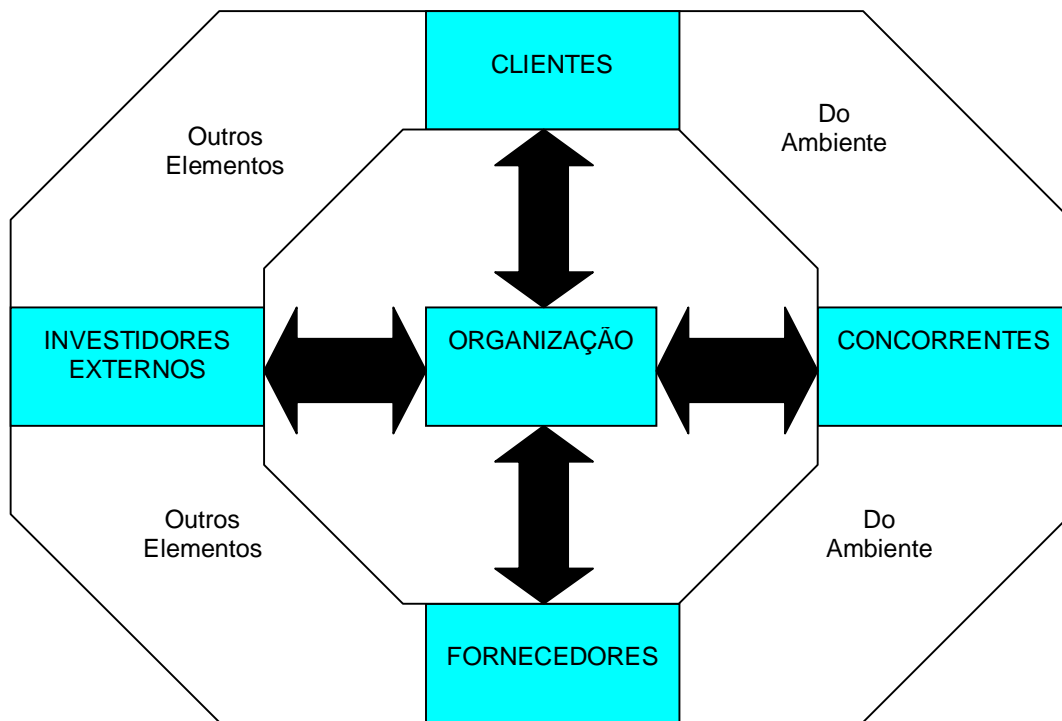 CLIENTES
Outros
Elementos
Do
Ambiente
INVESTIDORES
EXTERNOS
ORGANIZAÇÃO
CONCORRENTES
Outros
Elementos
Do
Ambiente
FORNECEDORES